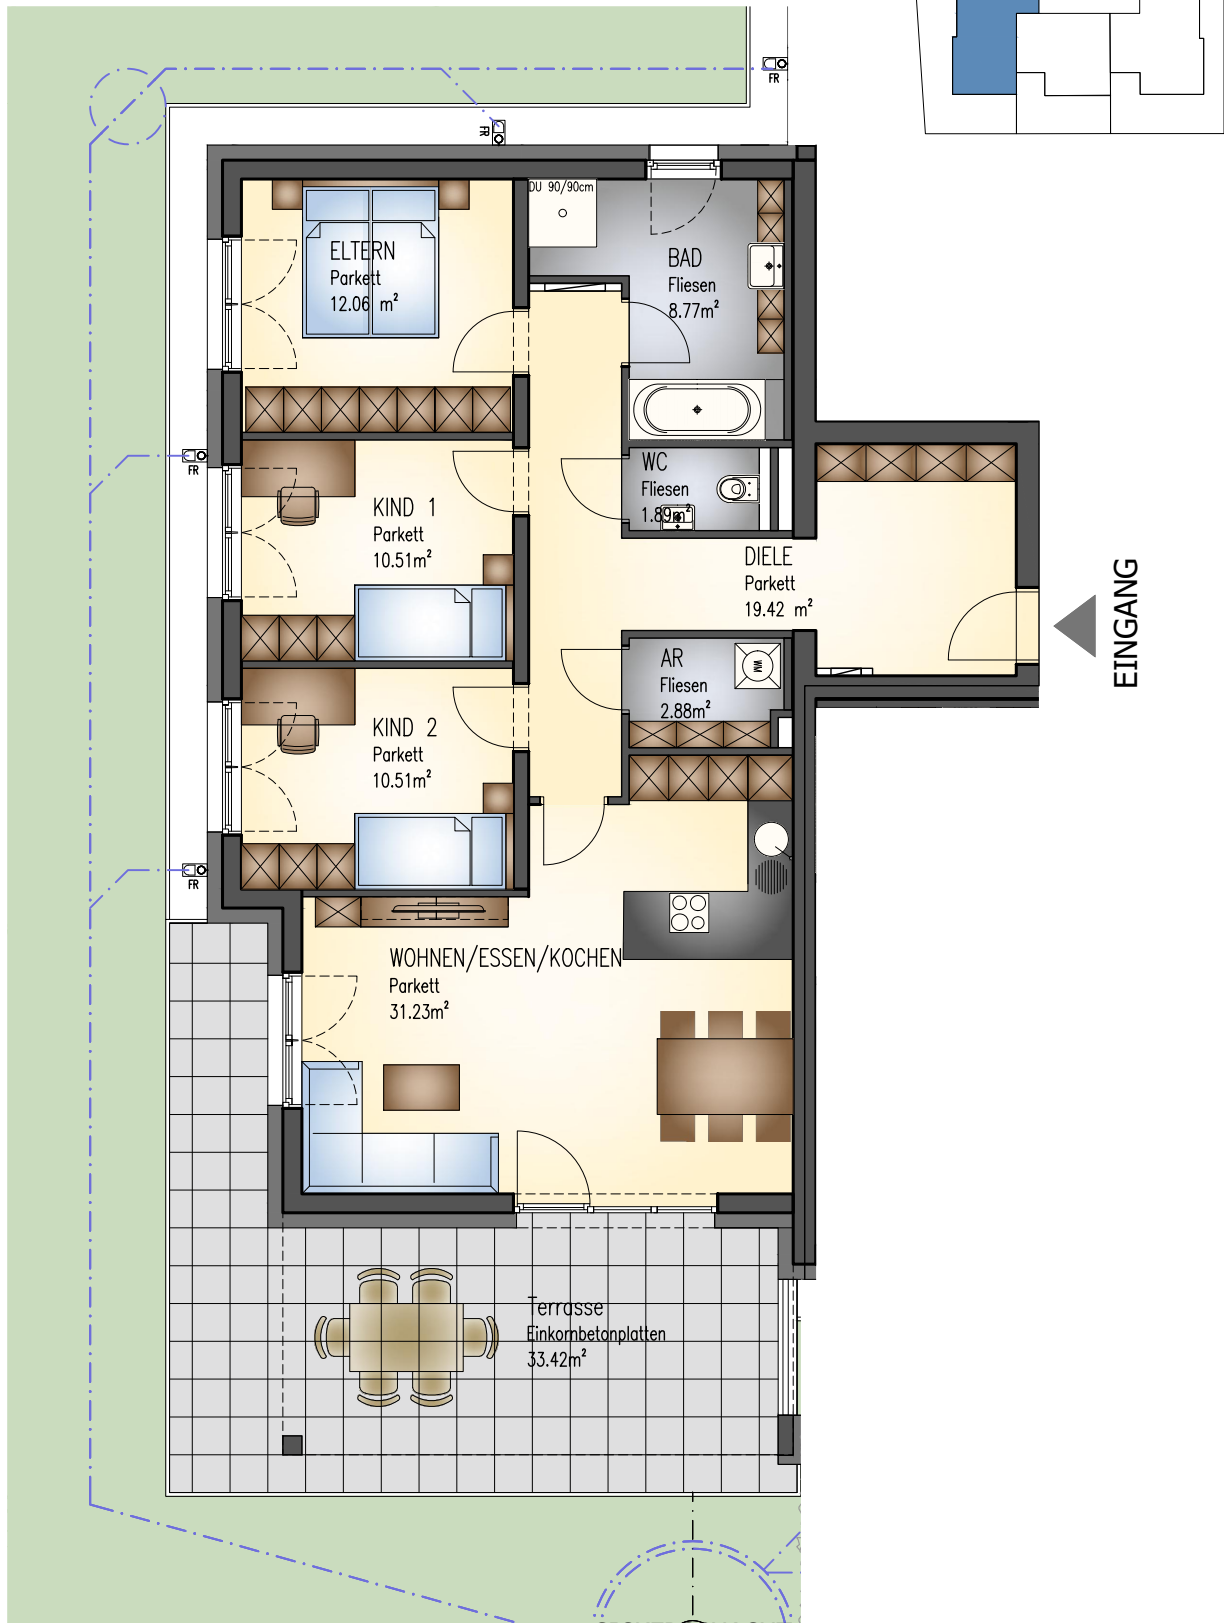 FR
FR
DU 90/90cm
ELTERN
Parkett
12.06 m²
BAD
Fliesen
8.77m²
FR
WC
Fliesen
1.89m²
KIND 1
Parkett
10.51m²
DIELE
Parkett
19.42 m²
EINGANG
AR
Fliesen
2.88m²
WM
KIND 2
Parkett
10.51m²
FR
WOHNEN/ESSEN/KOCHEN
Parkett
31.23m²
Terrasse
Einkornbetonplatten
33.42m²